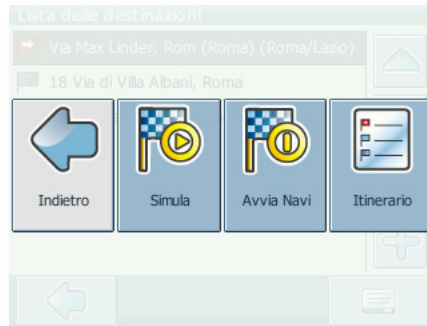 Lista delle destinazioni
Via Max Linder, Rom (Roma) (Roma/Lazio)
18 Via di Villa Albani, Roma
Indietro
Simula
Avvia Navi
Itinerario